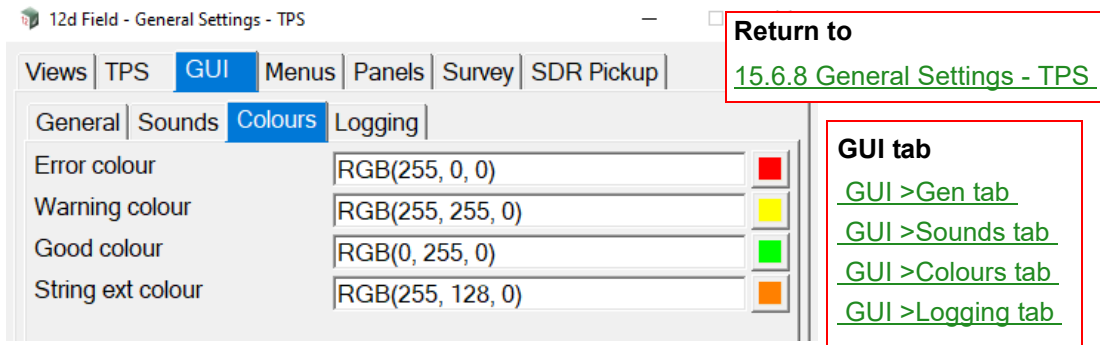 12d Field - General Settings - TPS
Views TPS GUI Menus Panels Survey SDR Pickup
General Sounds Colours Logging
Error colour RGB(255, 0, 0)
Warning colour RGB(255, 255, 0)
Good colour RGB(0, 255, 0)
String ext colour RGB(255, 128, 0)
Return to
15.6.8 General Settings - TPS
GUI tab
GUI >Gen tab
GUI >Sounds tab
GUI >Colours tab
GUI >Logging tab